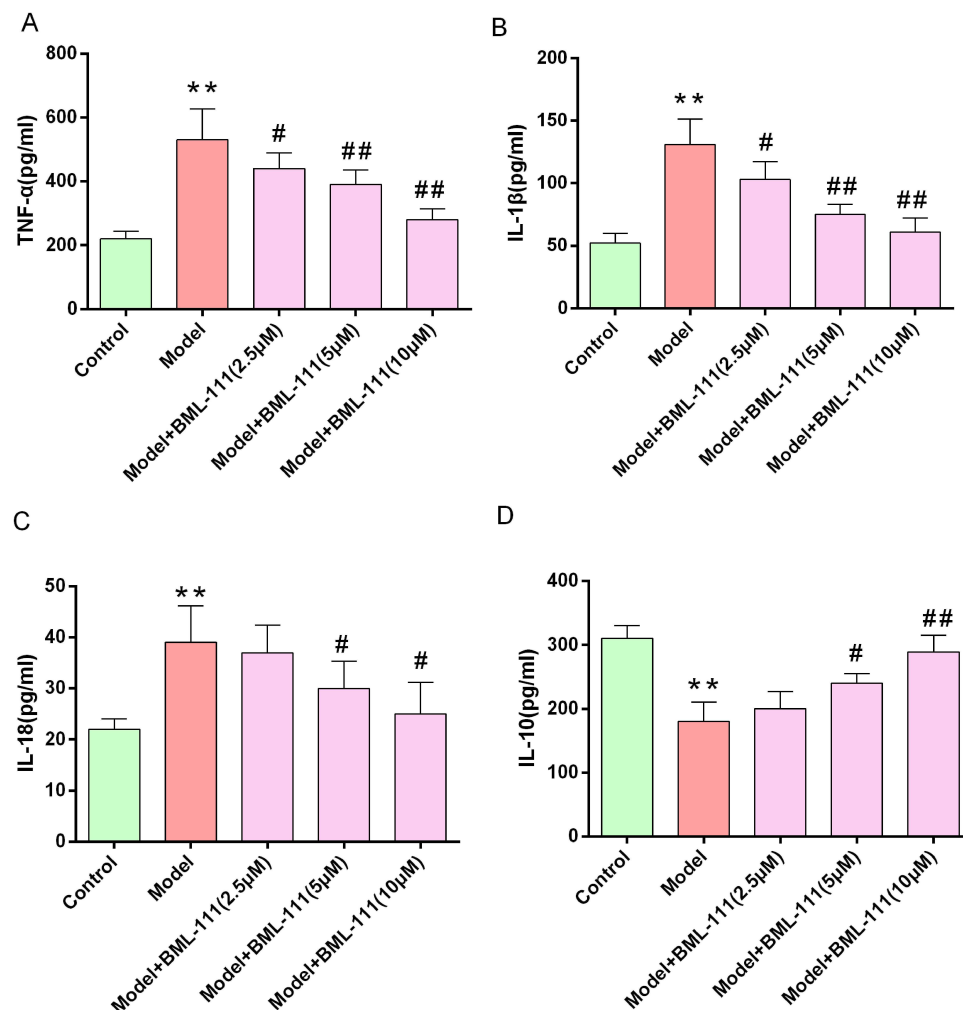 A
TNF-α(pg/ml)
800
600
400
200
0
**
#
##
##
Control
Model
Model+BML-111(2.5μM)
Model+BML-111(5μM)
Model+BML-111(10μM)
B
IL-1β(pg/ml)
200
150
100
50
0
**
#
##
##
Control
Model
Model+BML-111(2.5μM)
Model+BML-111(5μM)
Model+BML-111(10μM)
C
IL-18(pg/ml)
50
40
30
20
10
0
**
#
#
Control
Model
Model+BML-111(2.5μM)
Model+BML-111(5μM)
Model+BML-111(10μM)
D
IL-10(pg/ml)
400
300
200
100
0
**
#
##
Control
Model
Model+BML-111(2.5μM)
Model+BML-111(5μM)
Model+BML-111(10μM)